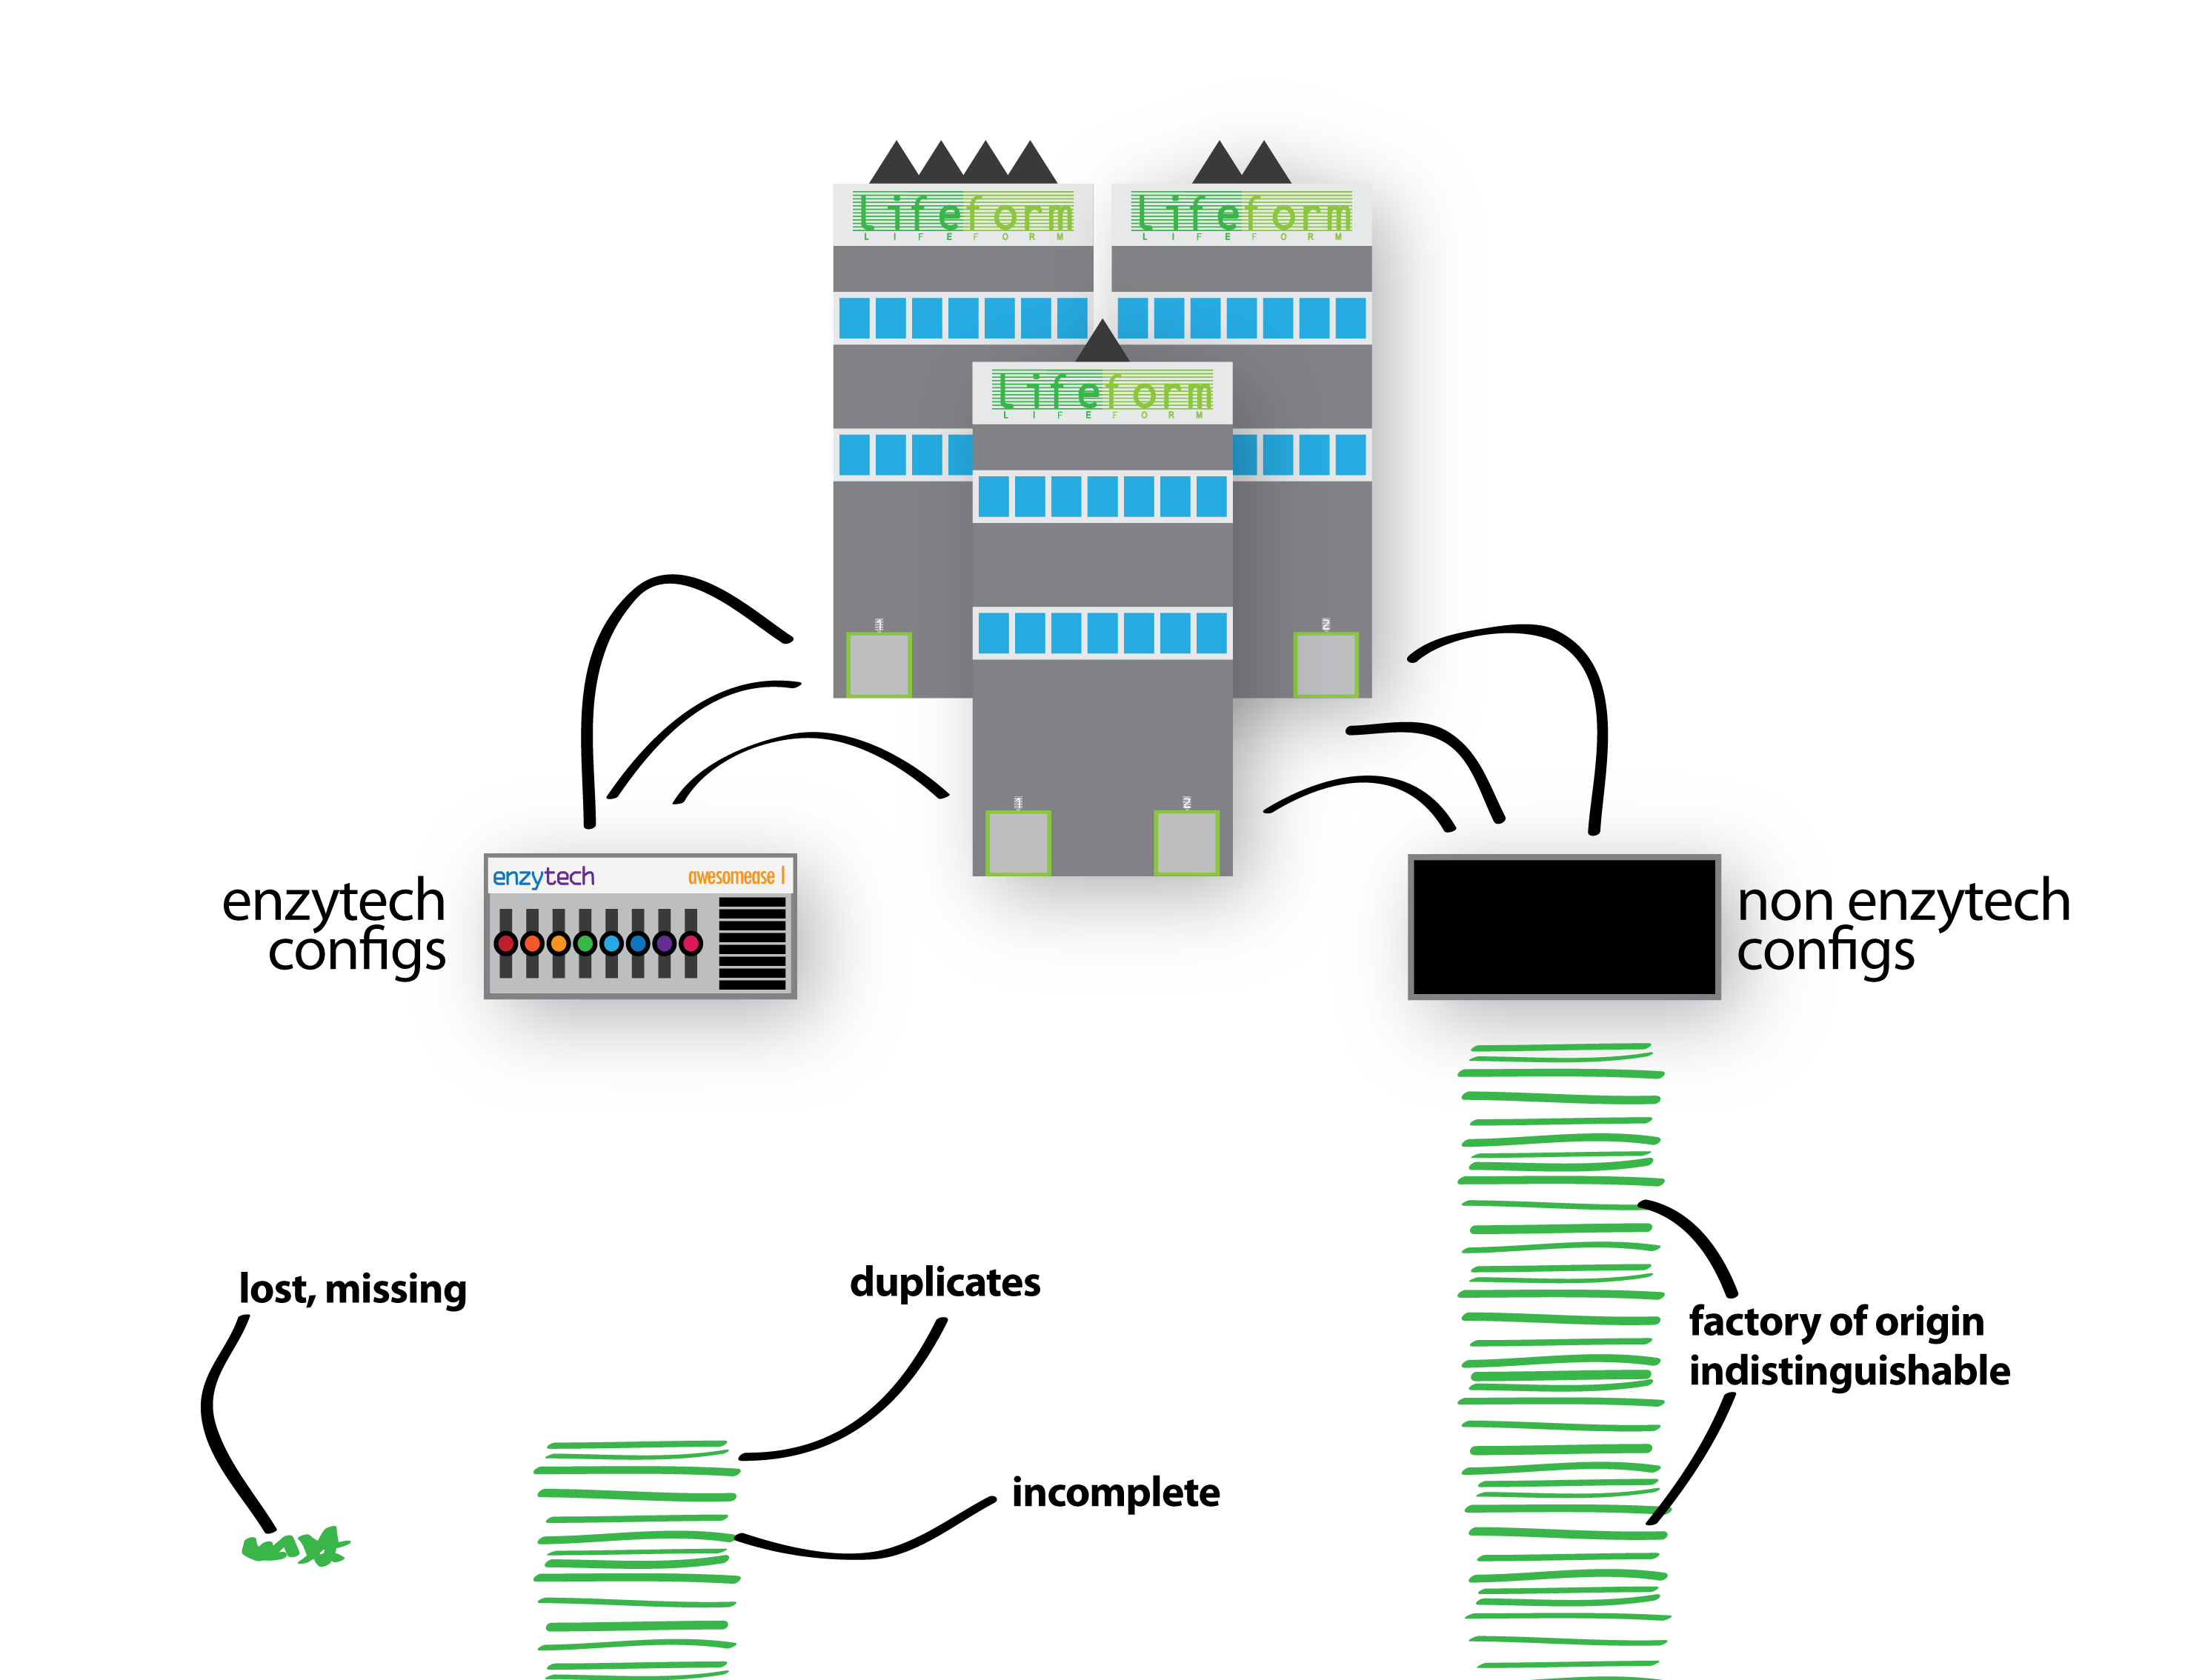 Lifeform
LIFEFORM
Lifeform
LIFEFORM
Lifeform
LIFEFORM
1
2
1
2
enzytech
configs
enzytech
awesomease I
non enzytech
configs
lost, missing
duplicates
factory of origin
indistinguishable
incomplete